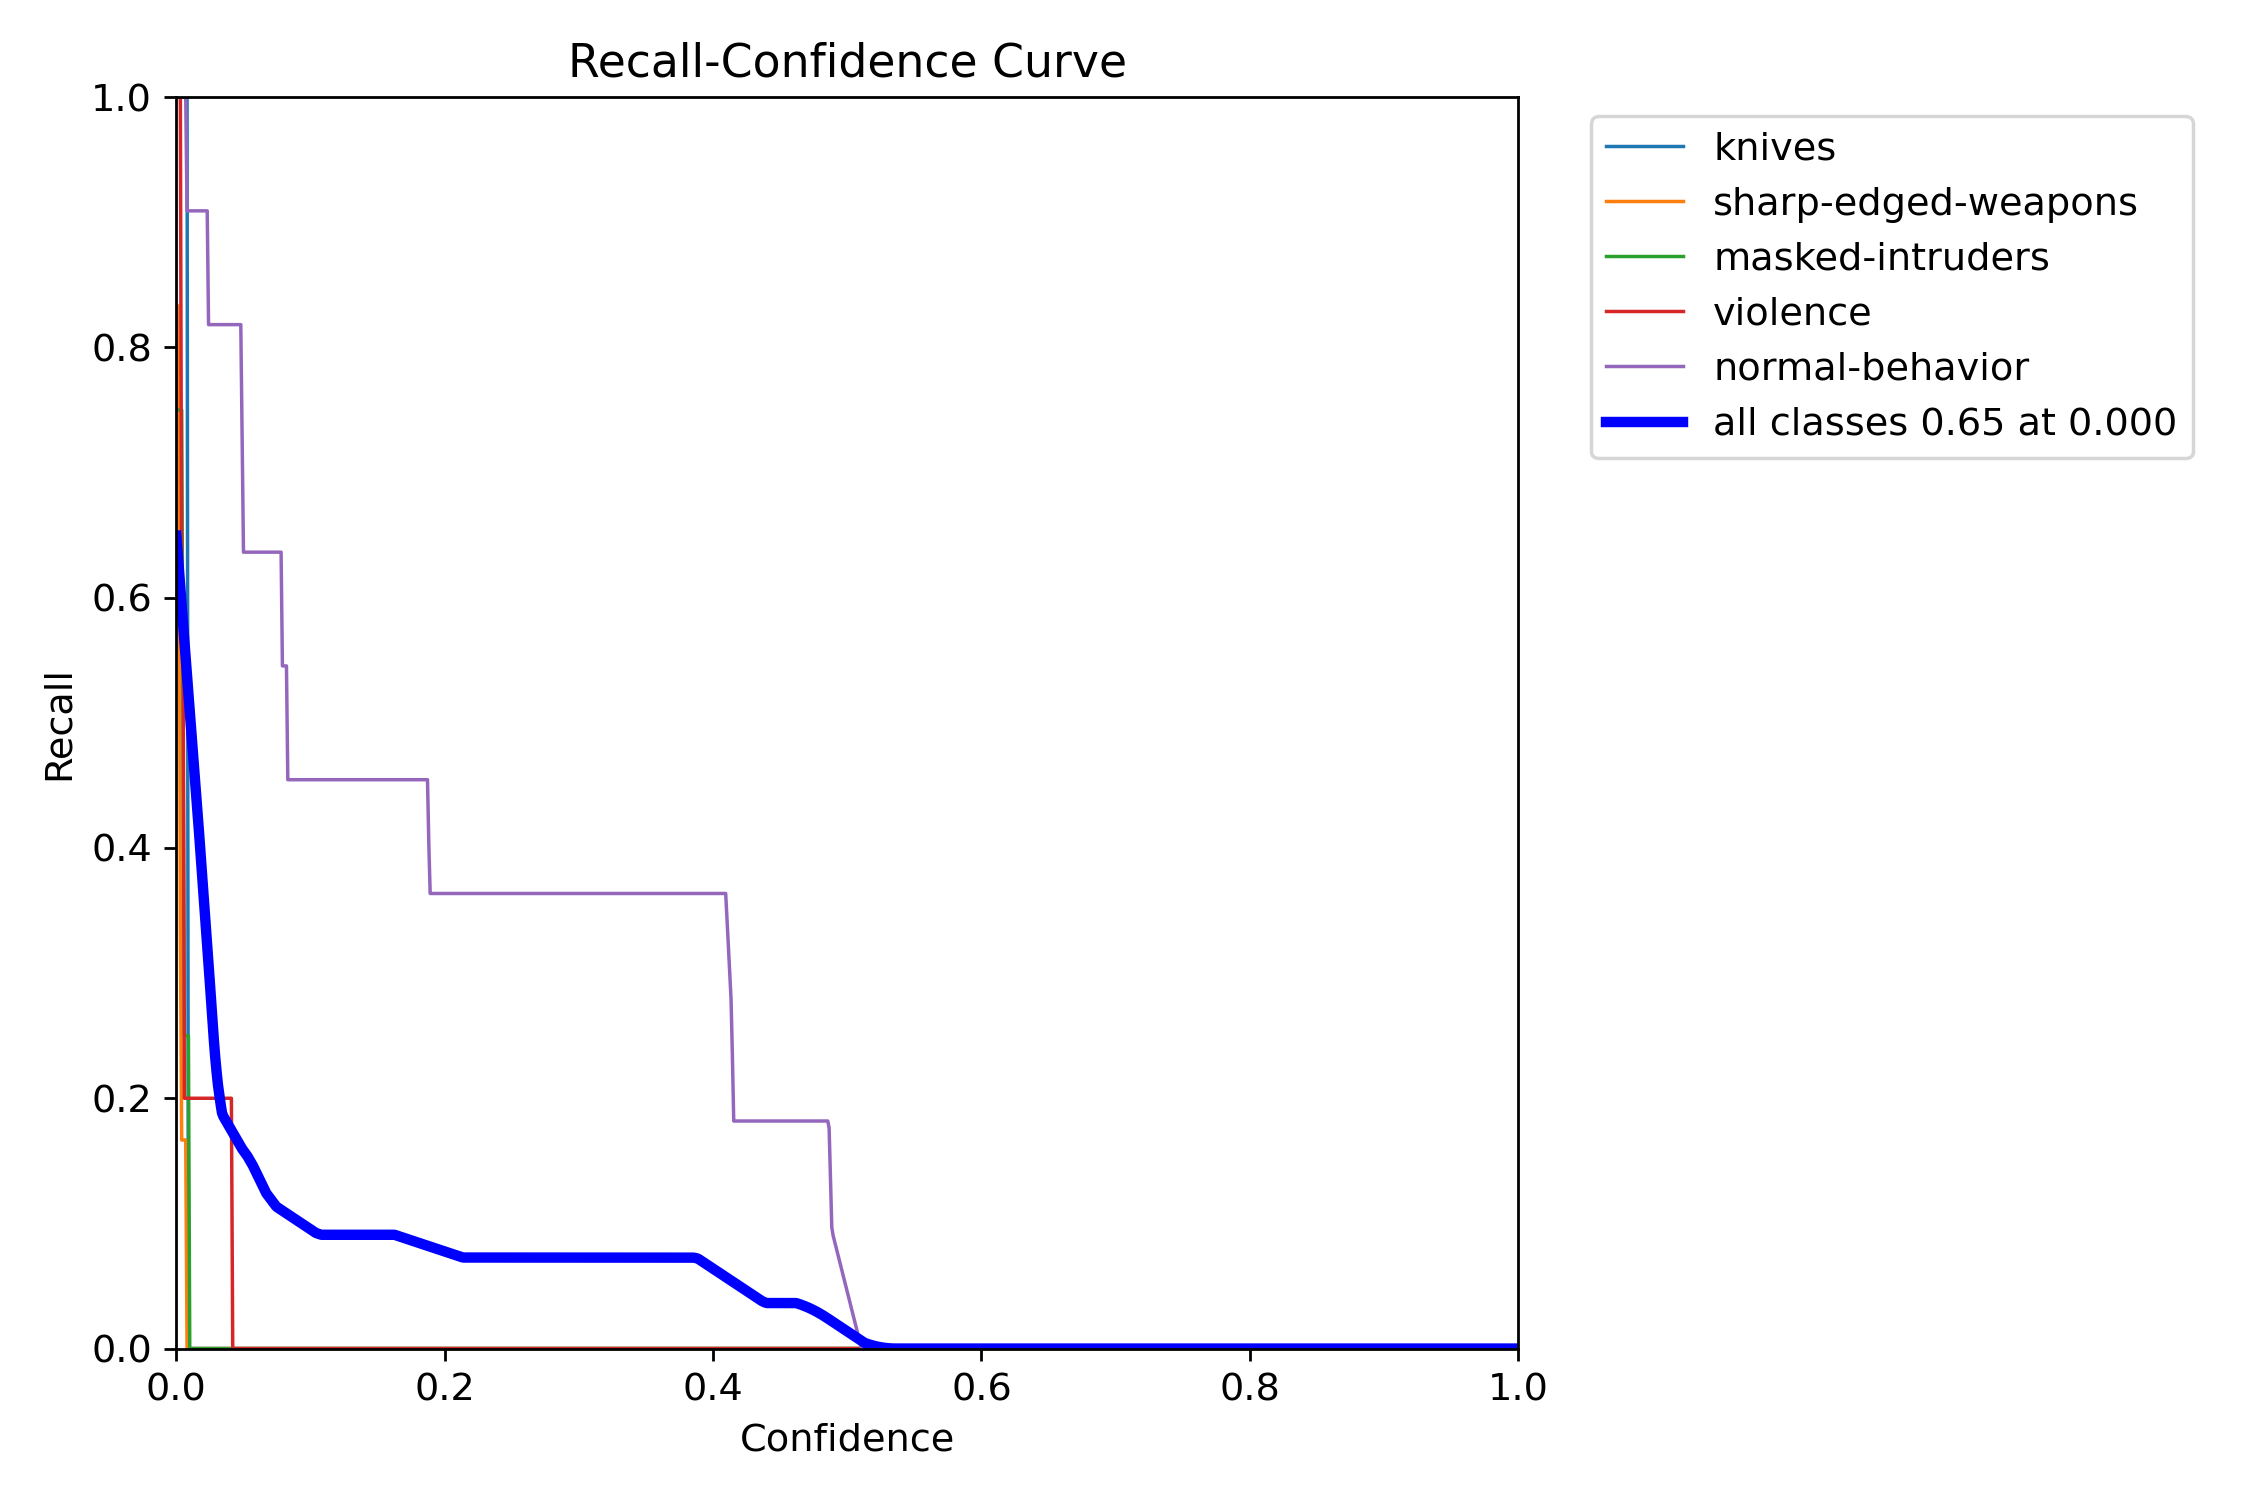 Recall-Confidence Curve
1.0
0.8
0.6
0.4
0.2
0.0
Recall
0.0 0.2 0.4 0.6 0.8 1.0
Confidence
knives
sharp-edged-weapons
masked-intruders
violence
normal-behavior
all classes 0.65 at 0.000